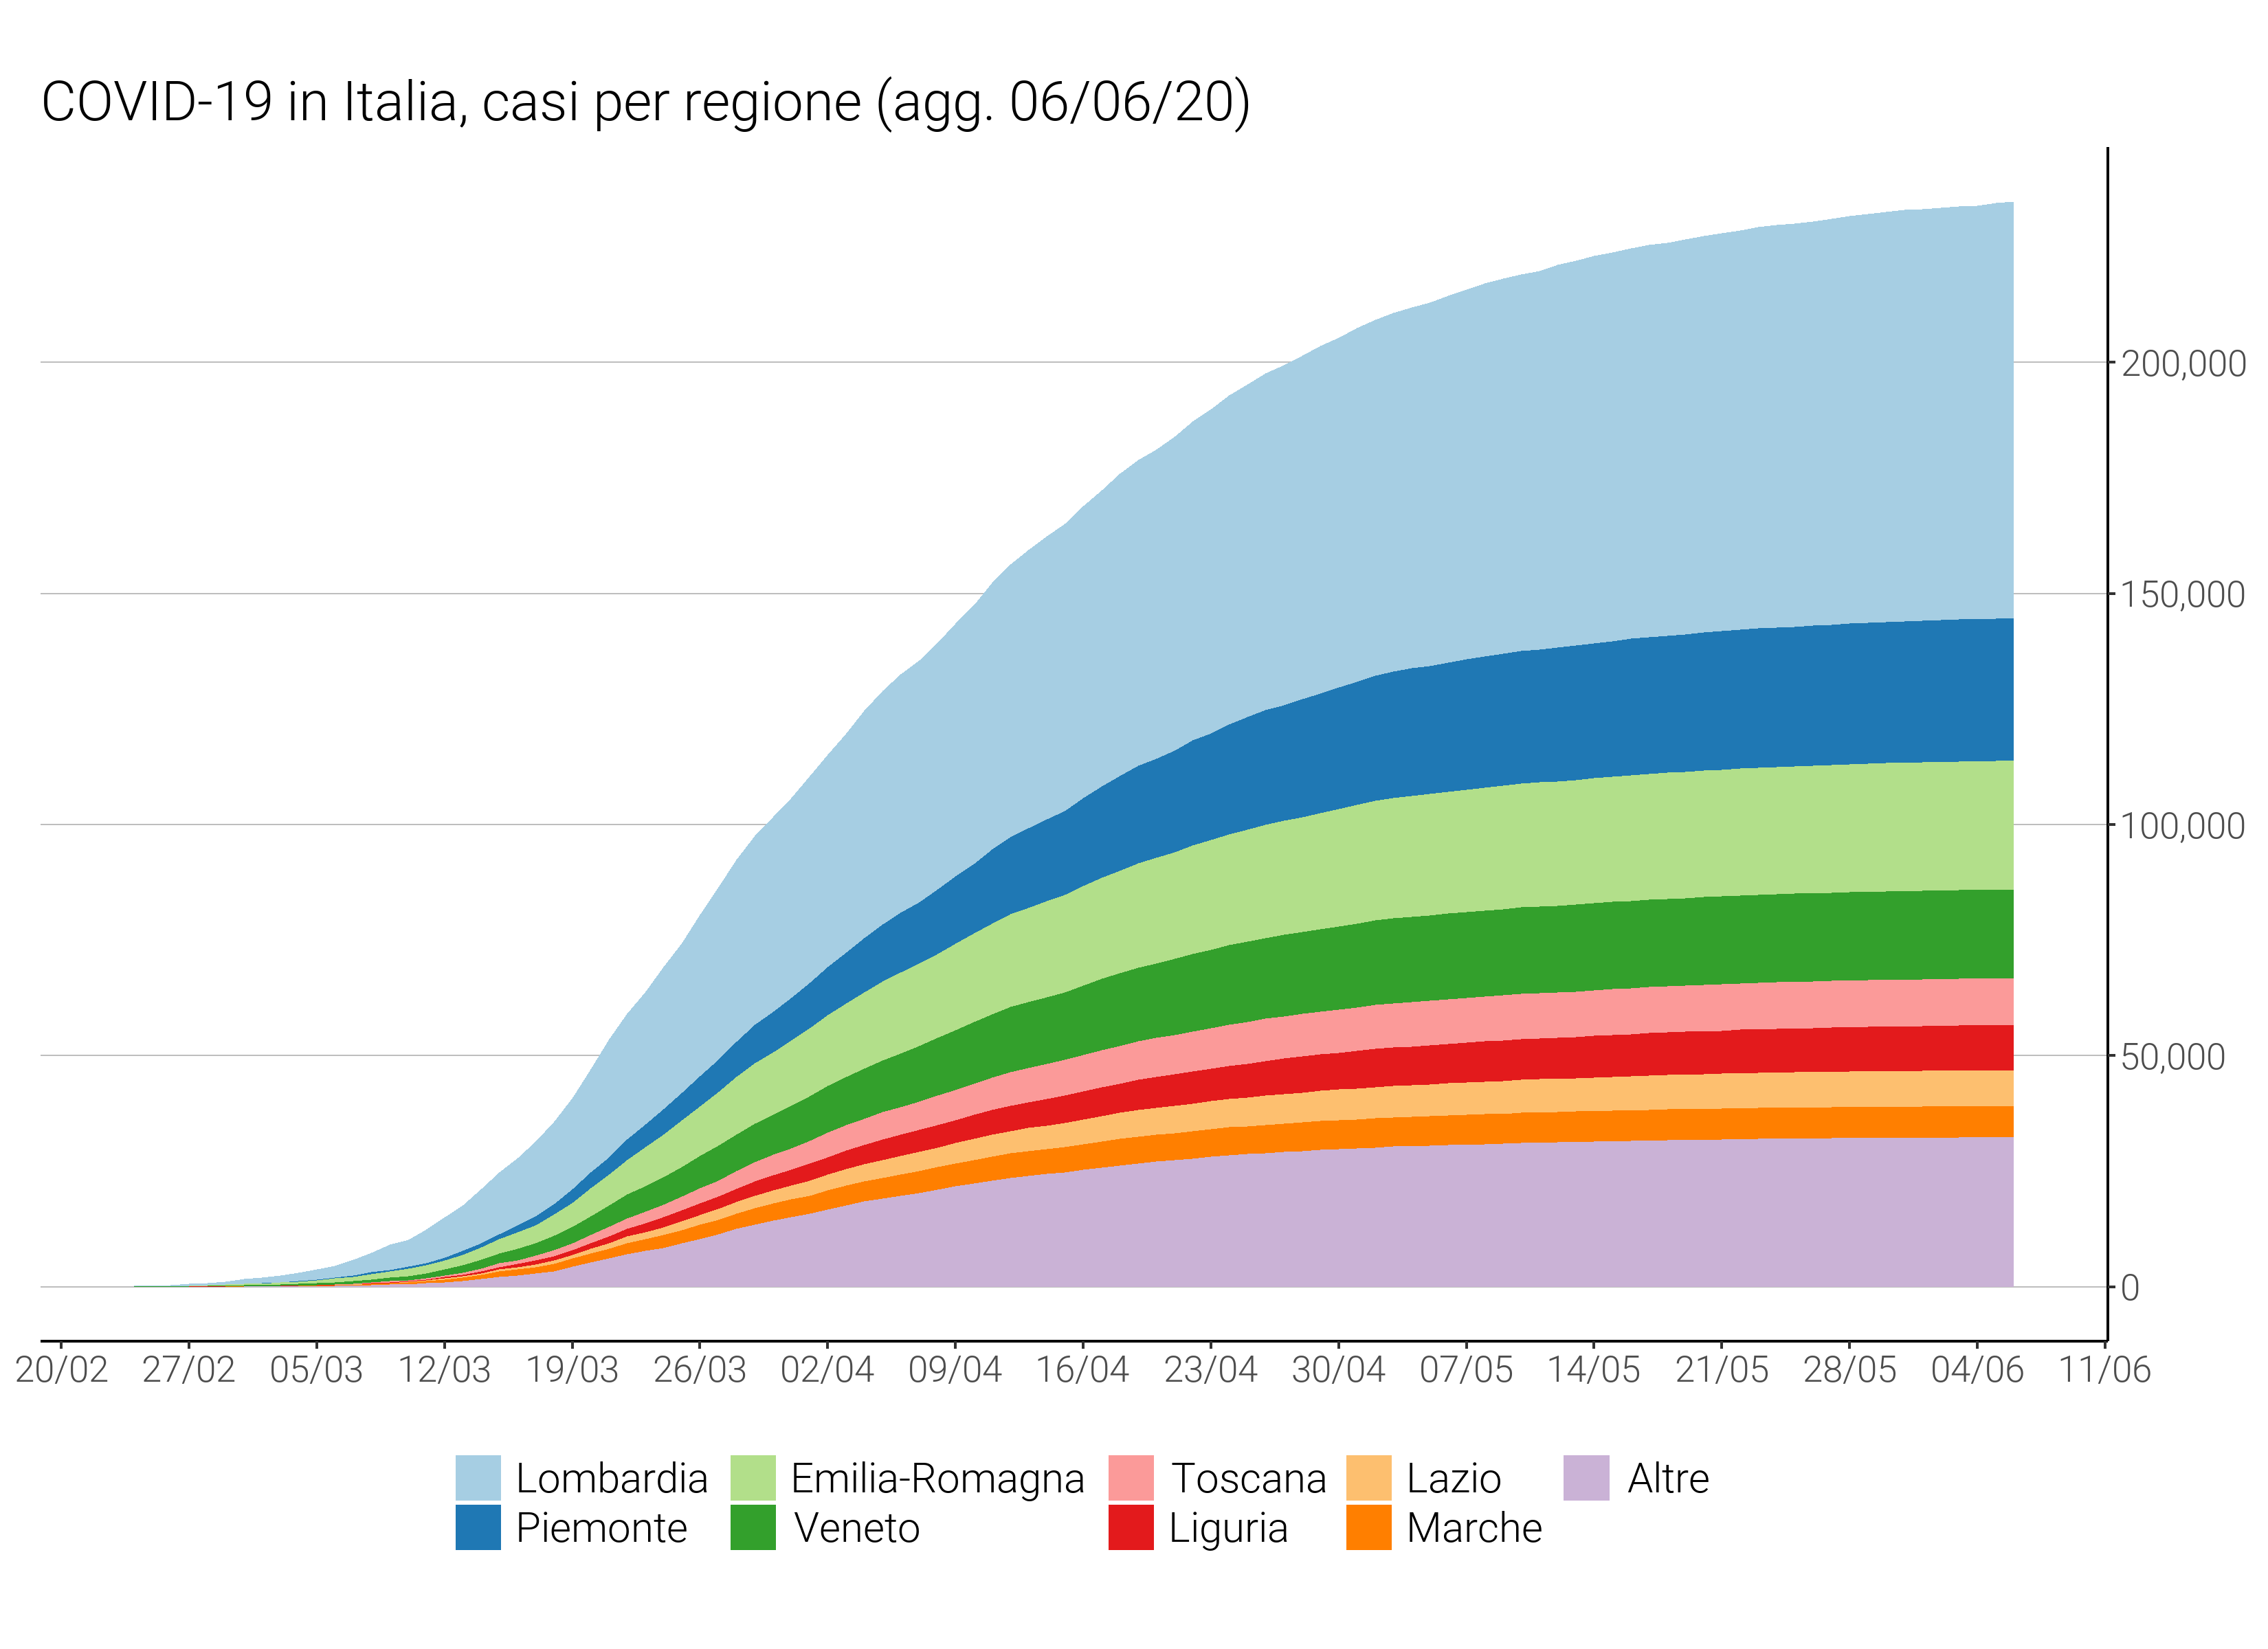 COVID-19 in Italia, casi per regione (agg. 06/06/20)
200,000
150,000
100,000
50,000
0
20/02 27/02 05/03 12/03 19/03 26/03 02/04 09/04 16/04 23/04 30/04 07/05 14/05 21/05 28/05 04/06 11/06
Lombardia Emilia-Romagna Toscana Lazio Altre
Piemonte Veneto Liguria Marche